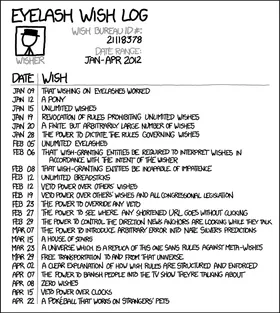 EYELASH WISH LOG
WISH BUREAU ID#:
21118378
DATE RANGE:
JAN-APR 2012
WISHER
DATE WISH
JAN 09 THAT WISHING ON EYELASHES WORKED
JAN 12 A PONY
JAN 15 UNLIMITED WISHES
JAN 19 REVOCATION OF RULES PROHIBITING UNLIMITED WISHES
JAN 20 A FINITE BUT ARBITRARILY LARGE NUMBER OF WISHES
JAN 28 THE POWER TO DICTATE THE RULES GOVERNING WISHES
FEB 05 UNLIMITED EYELASHES
FEB 06 THAT WISH-GRANTING ENTITIES BE REQUIRED TO INTERPRET WISHES IN
ACCORDANCE WITH THE INTENT OF THE WISHER
FEB 08 THAT WISH-GRANTING ENTITIES BE INCAPABLE OF IMPATIENCE
FEB 12 UNLIMITED BREADSTICKS
FEB 12 VETO POWER OVER OTHERS' WISHES
FEB 19 VETO POWER OVER OTHERS' WISHES AND ALL CONGRESSIONAL LEGISLATION
FEB 23 THE POWER TO OVERRIDE ANY VETO
FEB 27 THE POWER TO SEE WHERE ANY SHORTENED URL GOES WITHOUT CLICKING
FEB 29 THE POWER TO CONTROL THE DIRECTION NEWS ANCHORS ARE LOOKING WHILE THEY TALK
MAR 07 THE POWER TO INTRODUCE ARBITRARY ERROR INTO NATE SILVER'S PREDICTIONS
MAR 15 A HOUSE OF STAIRS
MAR 23 A UNIVERSE WHICH IS A REPLICA OF THIS ONE SANS RULES AGAINST META-WISHES
MAR 29 FREE TRANSPORTATION TO AND FROM THAT UNIVERSE
APR 02 A CLEAR EXPLANATION OF HOW WISH RULES ARE STRUCTURED AND ENFORCED
APR 07 THE POWER TO BANISH PEOPLE INTO THE TV SHOW THEY'RE TALKING ABOUT
APR 08 ZERO WISHES
APR 15 VETO POWER OVER CLOCKS
APR 22 A POKÉBALL THAT WORKS ON STRANGERS' PETS